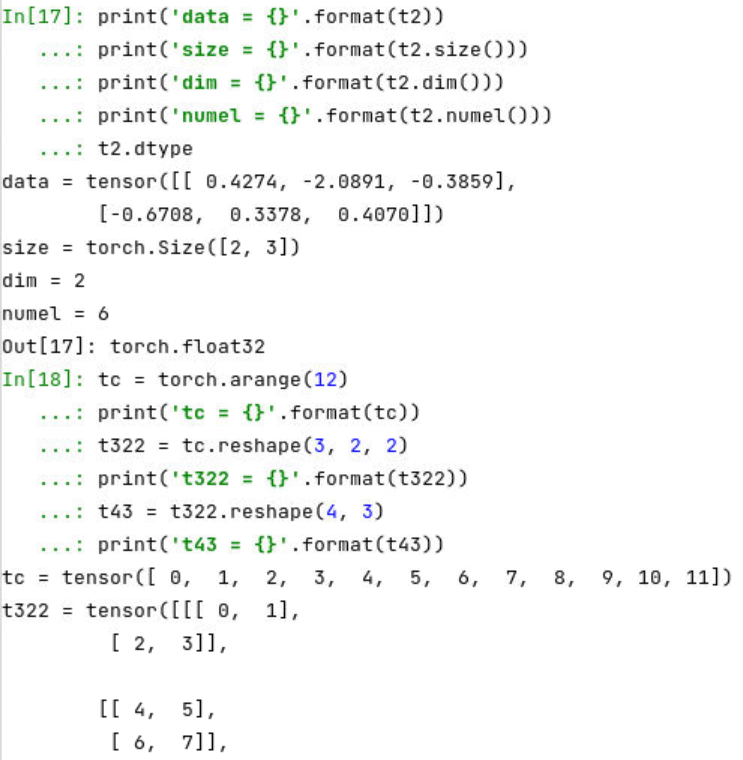 In[17]: print('data = {}'.format(t2))
   ...: print('size = {}'.format(t2.size()))
   ...: print('dim = {}'.format(t2.dim()))
   ...: print('numel = {}'.format(t2.numel()))
   ...: t2.dtype
data = tensor([[ 0.4274, -2.0891, -0.3859],
        [-0.6708,  0.3378,  0.4070]])
size = torch.Size([2, 3])
dim = 2
numel = 6
Out[17]: torch.float32
In[18]: tc = torch.arange(12)
   ...: print('tc = {}'.format(tc))
   ...: t322 = tc.reshape(3, 2, 2)
   ...: print('t322 = {}'.format(t322))
   ...: t43 = t322.reshape(4, 3)
   ...: print('t43 = {}'.format(t43))
tc = tensor([ 0,  1,  2,  3,  4,  5,  6,  7,  8,  9, 10, 11])
t322 = tensor([[[ 0,  1],
         [ 2,  3]],

        [[ 4,  5],
         [ 6,  7]],